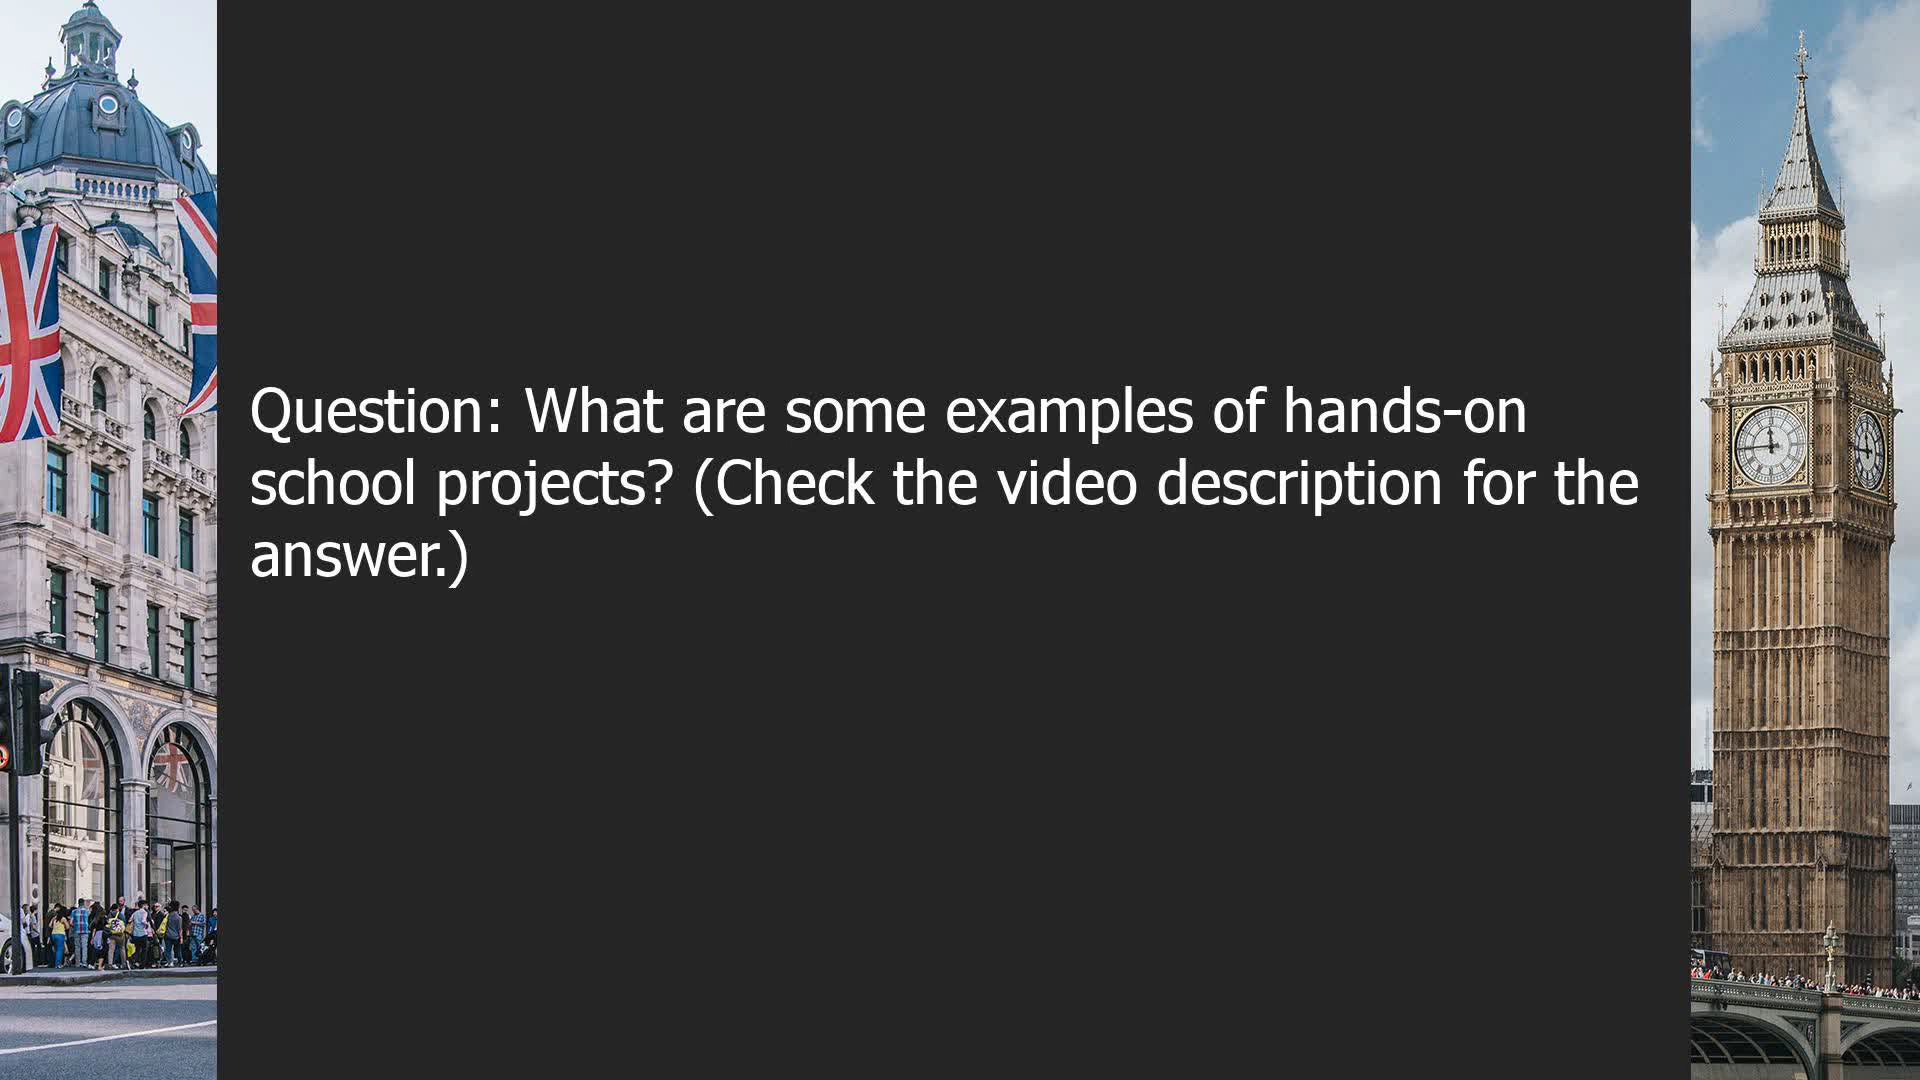 Question: What are some examples of hands-on
school projects? (Check the video description for the
answer.)